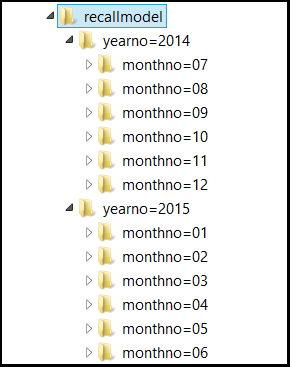 recallmodel
yearno=2014
monthno=07
monthno=08
monthno=09
monthno=10
monthno=11
monthno=12
yearno=2015
monthno=01
monthno=02
monthno=03
monthno=04
monthno=05
monthno=06